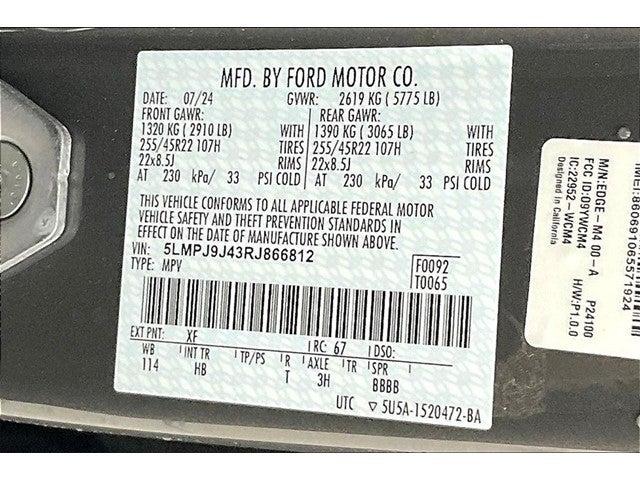 MFD. BY FORD MOTOR CO.
DATE: 07/24 GVWR: 2619 KG ( 5775 LB)
FRONT GAWR: REAR GAWR:
1320 KG ( 2910 LB) WITH 1390 KG ( 3065 LB) WITH
255/45R22 107H TIRES 255/45R22 107H TIRES
22x8.5J RIMS 22x8.5J RIMS
AT 230 kPa/ 33 PSI COLD AT 230 kPa/ 33 PSI COLD
THIS VEHICLE CONFORMS TO ALL APPLICABLE FEDERAL MOTOR
VEHICLE SAFETY AND THEFT PREVENTION STANDARDS IN
EFFECT ON THE DATE OF MANUFACTURE SHOWN ABOVE.
VIN: 5LMPJ9J43RJ866812
TYPE: MPV
F0092
T0065
EXT PNT: XF RC: 67 DSO:
WB INT TR TP/PS R AXLE TR SPR
114 HB T 3H BBBB
UTC ▽ 5U5A-1520472-BA
IMEI:860691065571924
M/N:EDGE-M4 00-A P24100
FCC ID:O9YWCM4 H/W:P1.0.0
IC:22952-WCM4
Designed in California